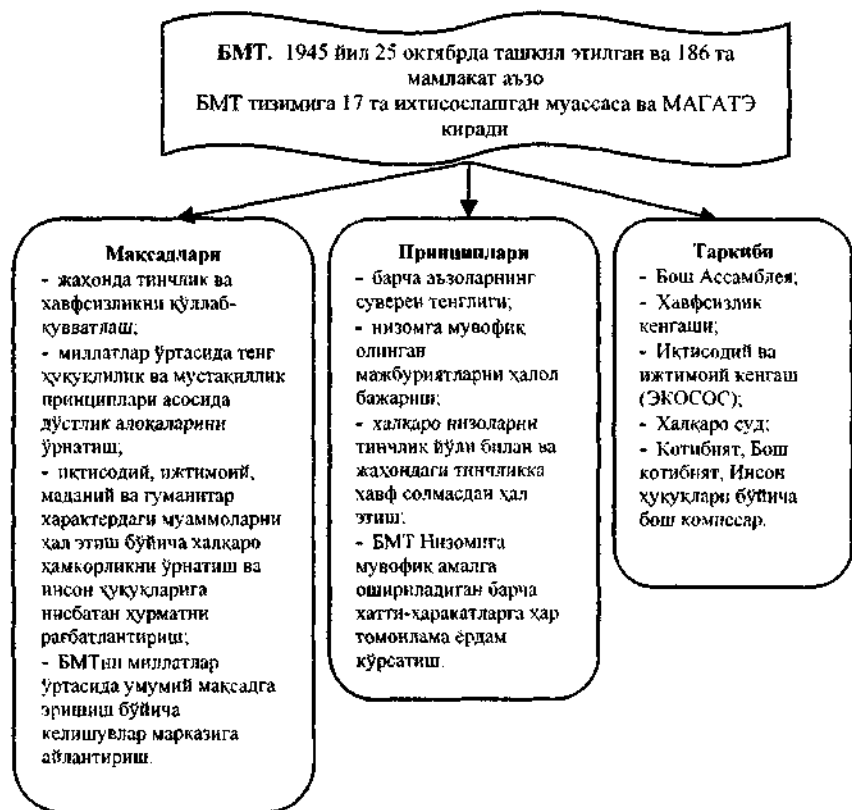 БМТ. 1945 йил 25 октябрда ташкил этилган ва 186 та
мамлакат аъзо
БМТ тизимига 17 та ихтисослашган муассаса ва МАГАТЭ
киради
Мақсадлари
- жаҳонда тинчлик ва
хавфсизликни қўллаб-
қувватлаш;
- миллатлар ўртасида тенг
ҳуқуқлилик ва мустақиллик
принциплари асосида
дўстлик алоқаларини
ўрнатиш;
- иқтисодий, ижтимоий,
маданий ва гуманитар
характердаги муаммоларни
ҳал этиш бўйича халқаро
ҳамкорликни ўрнатиш ва
инсон ҳуқуқларига
нисбатан ҳурматни
рағбатлантириш;
- БМТни миллатлар
ўртасида умумий мақсадга
эришиш бўйича
келишувлар марказига
айлантириш.
Принциплари
- барча аъзоларнинг
суверен тенглиги;
- низомга мувофиқ
олинган
мажбуриятларни ҳалол
бажариш;
- халқаро низоларни
тинчлик йўли билан ва
жаҳондаги тинчликка
хавф солмасдан ҳал
этиш;
- БМТ Низомига
мувофиқ амалга
ошириладиган барча
хатти-ҳаракатларга ҳар
томонлама ёрдам
кўрсатиш.
Таркиби
- Бош Ассамблея;
- Хавфсизлик
кенгаши;
- Иқтисодий ва
ижтимоий кенгаш
(ЭКОСОС);
- Халқаро суд;
- Котибият, Бош
котибият, Инсон
ҳуқуқлари бўйича
бош комиссар.